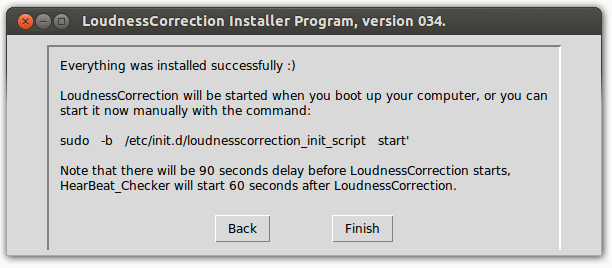 LoudnessCorrection Installer Program, version 034.
Everything was installed successfully :)
LoudnessCorrection will be started when you boot up your computer, or you can
start it now manually with the command:
sudo -b /etc/init.d/loudnesscorrection_init_script start'
Note that there will be 90 seconds delay before LoudnessCorrection starts,
HearBeat_Checker will start 60 seconds after LoudnessCorrection.
Back Finish